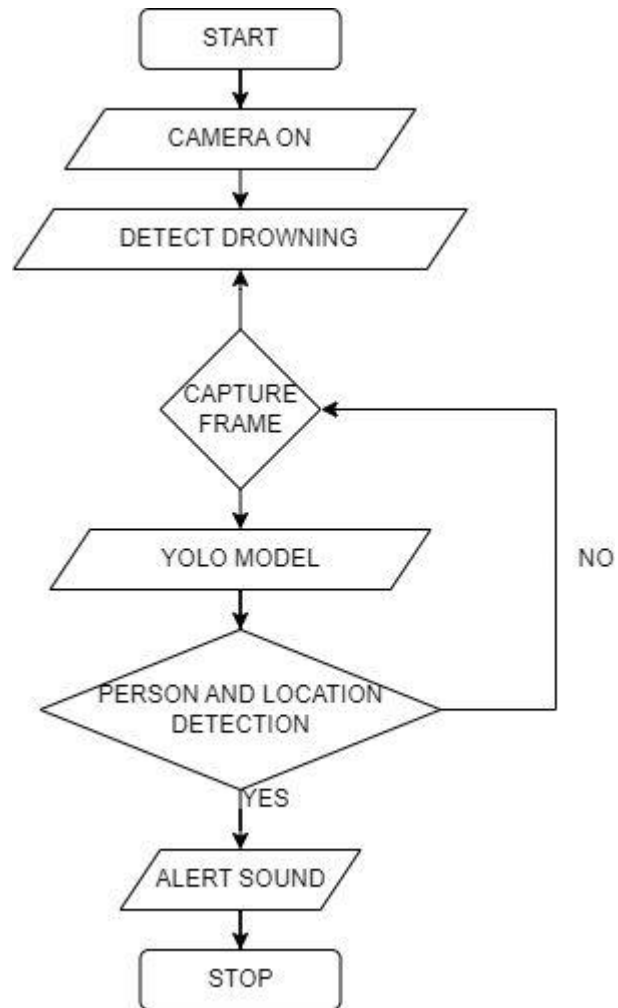 START
CAMERA ON
DETECT DROWNING
CAPTURE
FRAME
YOLO MODEL
NO
PERSON AND LOCATION
DETECTION
YES
ALERT SOUND
STOP